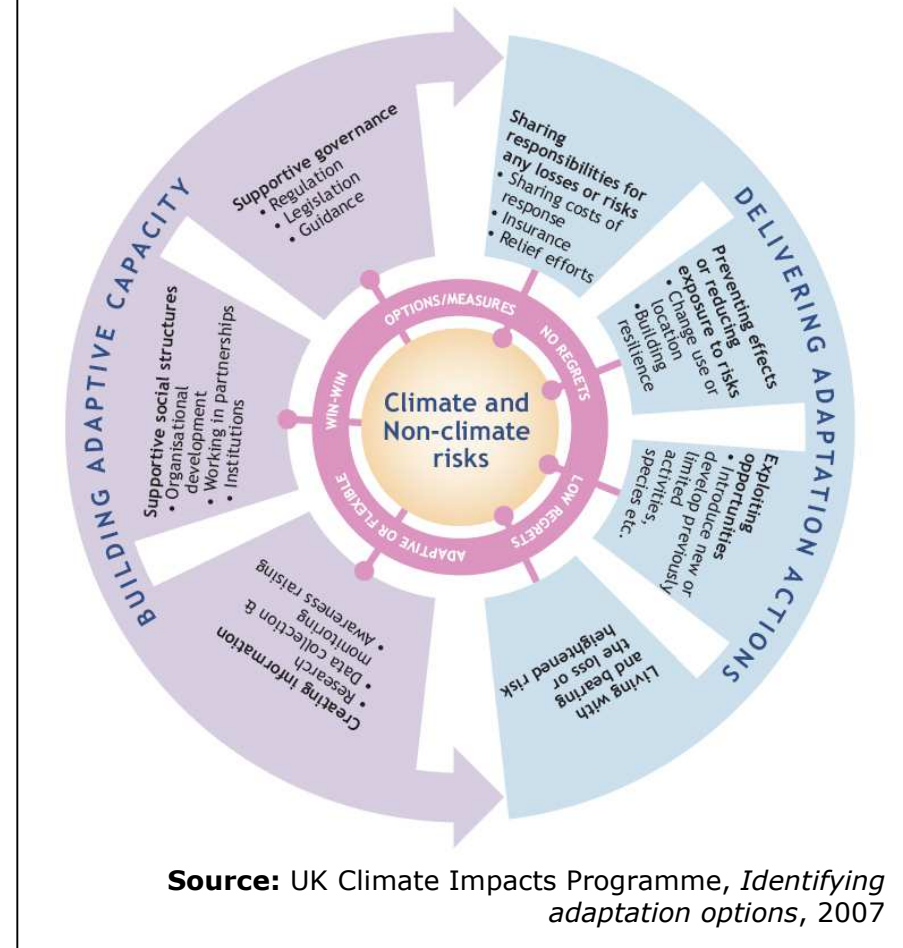 BUILDING ADAPTIVE CAPACITY
Supportive governance
• Regulation
• Legislation
• Guidance
Supportive social structures
• Organisational
development
• Working in partnerships
• Institutions
Creating information
• Research
• Data collection &
monitoring
• Awareness raising
DELIVERING ADAPTATION ACTIONS
Sharing
responsibilities for
any losses or risks
• Sharing costs of
response
• Insurance
• Relief efforts
Preventing effects
or reducing
exposure to risks
• Change use or
location
• Building
resilience
Exploiting
opportunities
• Introduce new or
develop previously
limited
activities,
species etc.
Living with
and bearing
the loss or
heightened risk
OPTIONS/MEASURES
NO REGRETS
LOW REGRETS
ADAPTIVE OR FLEXIBLE
WIN-WIN
Climate and
Non-climate
risks
Source: UK Climate Impacts Programme, Identifying
adaptation options, 2007